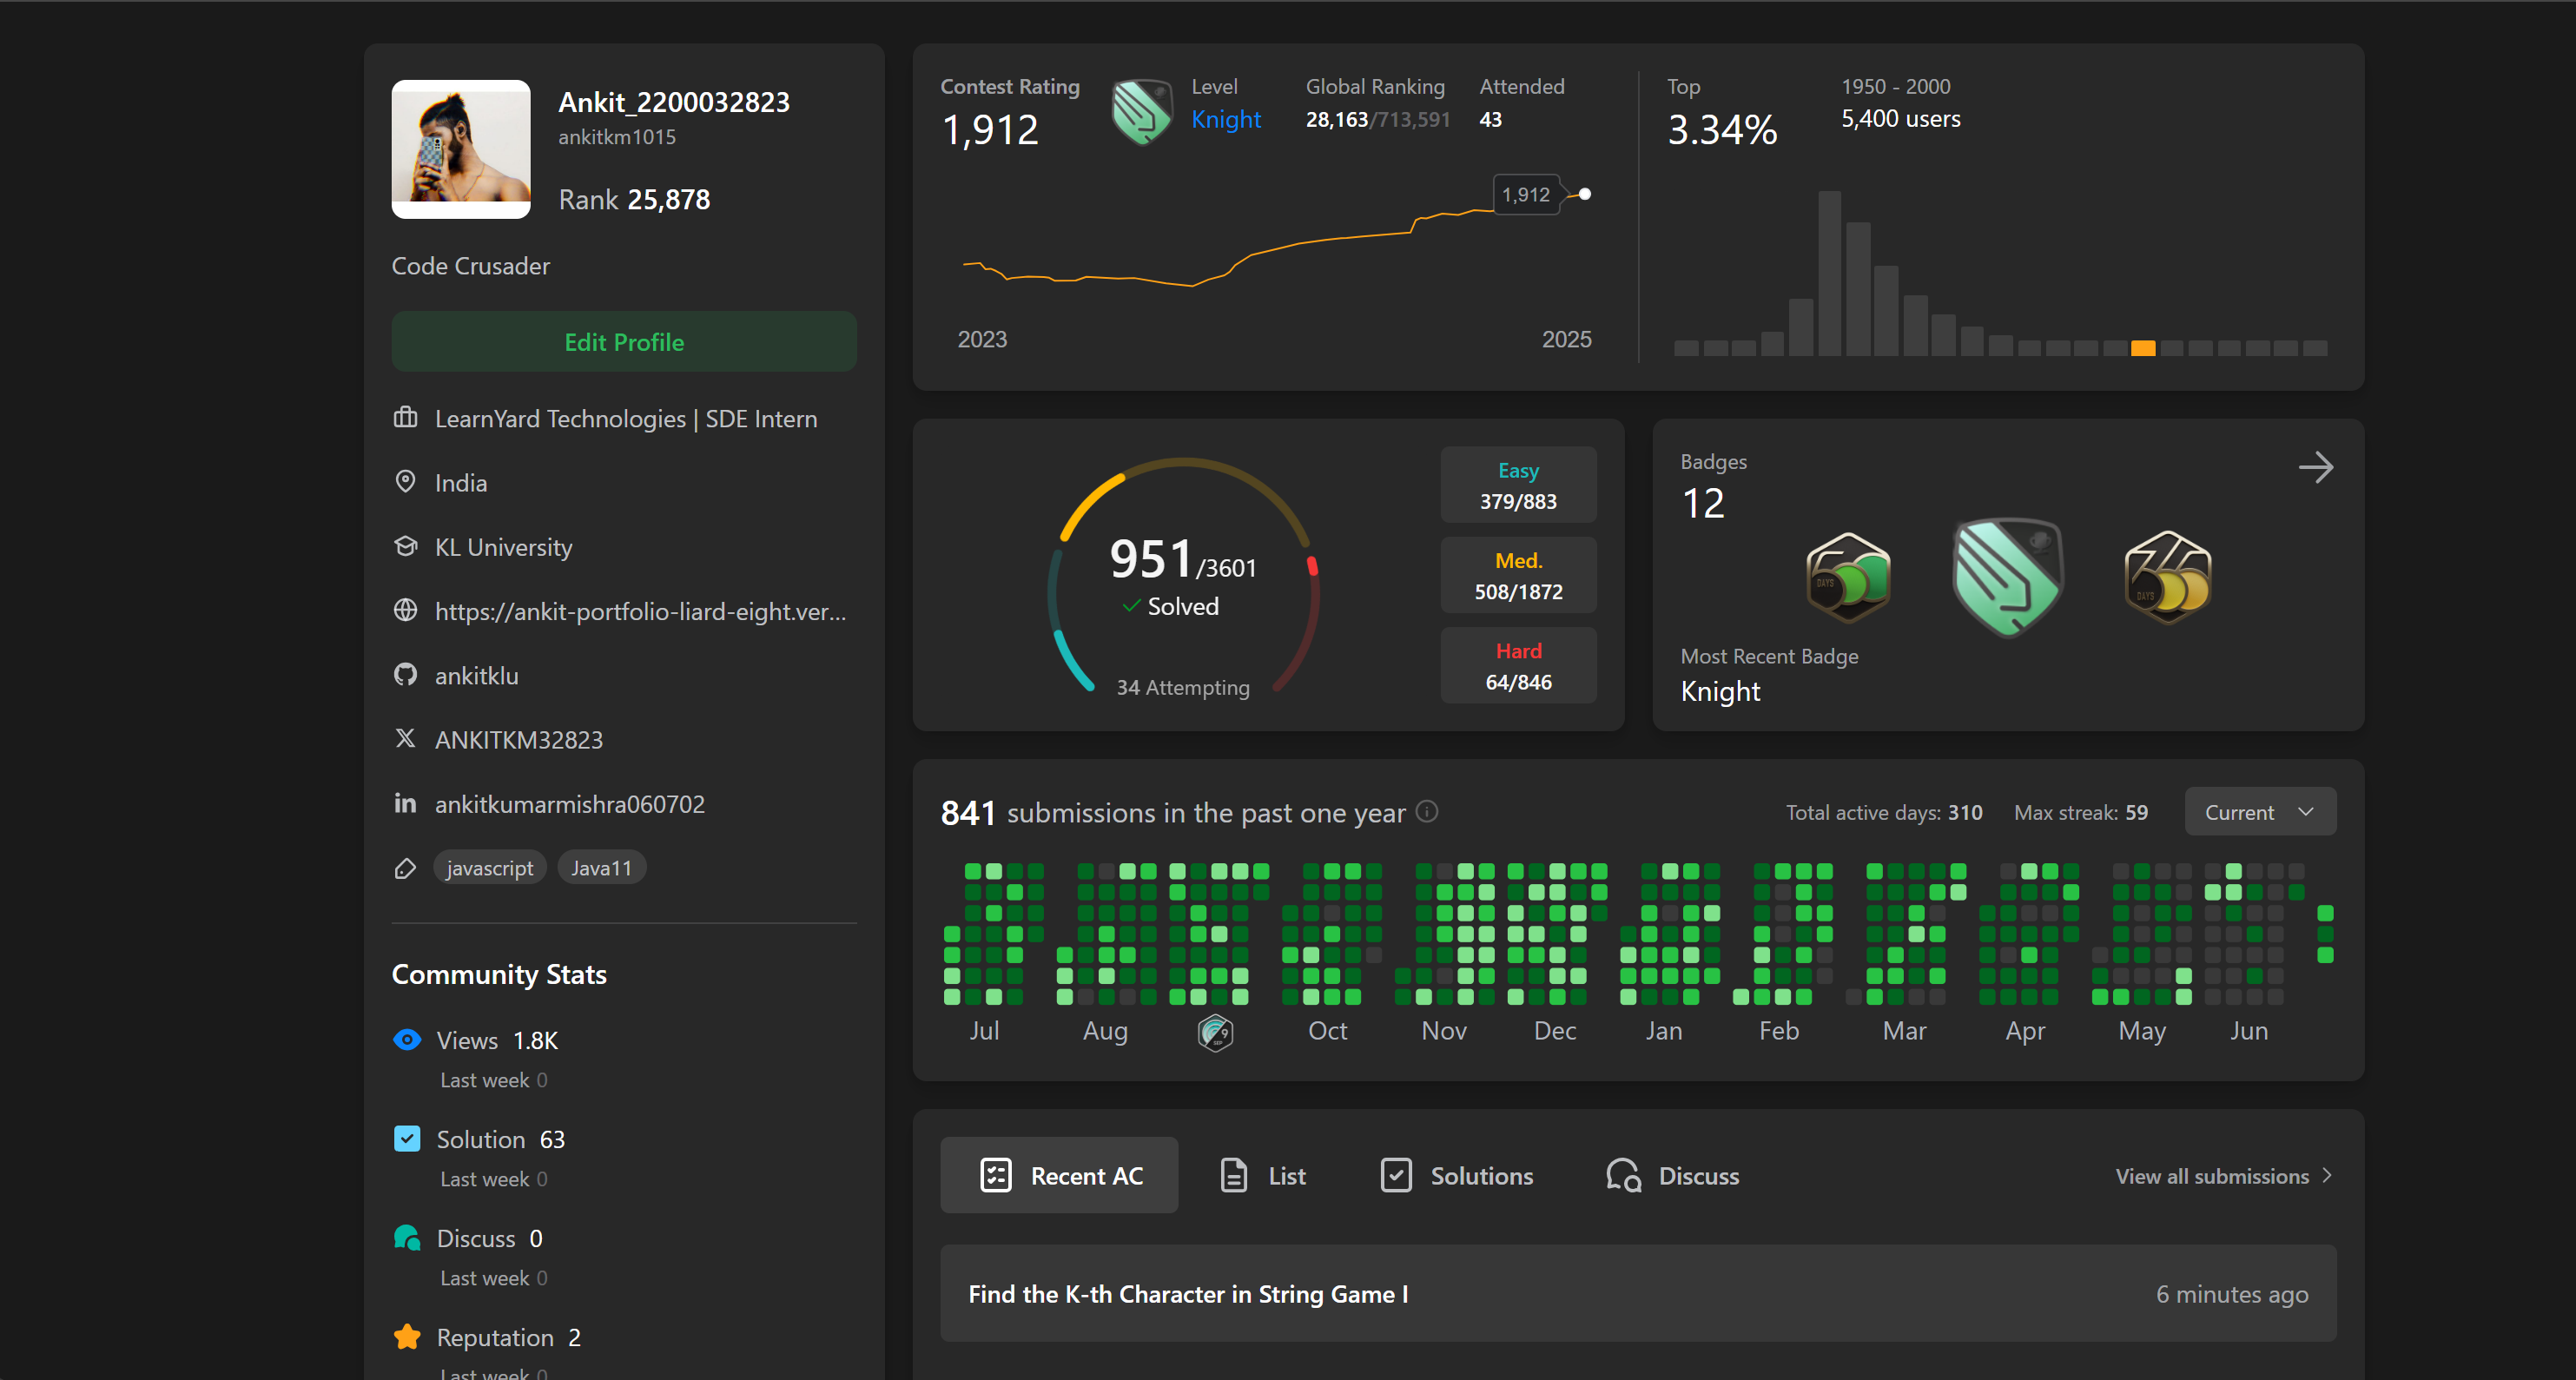 Ankit_2200032823
ankitkm1015
Rank 25,878
Code Crusader
Edit Profile
LearnYard Technologies | SDE Intern
India
KL University
https://ankit-portfolio-liard-eight.ver...
ankitklu
ANKITKM32823
ankitkumarmishra060702
javascript Java11
Community Stats
Views 1.8K
Last week 0
Solution 63
Last week 0
Discuss 0
Last week 0
Reputation 2
Last week 0
Contest Rating
1,912
Level
Knight
Global Ranking
28,163/713,591
Attended
43
1,912
2023 2025
Top
3.34%
1950 - 2000
5,400 users
951/3601
Solved
34 Attempting
Easy
379/883
Med.
508/1872
Hard
64/846
Badges
12
DAYS
DAYS
Most Recent Badge
Knight
841 submissions in the past one year
Total active days: 310 Max streak: 59 Current
Jul Aug Oct Nov Dec Jan Feb Mar Apr May Jun
Recent AC List Solutions Discuss View all submissions
Find the K-th Character in String Game I 6 minutes ago